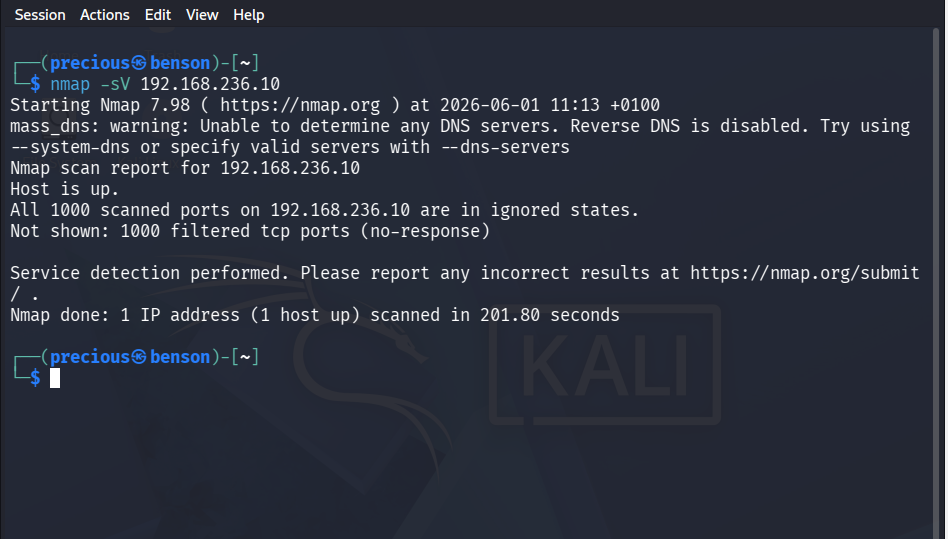 Session Actions Edit View Help
┌──(precious㉿benson)-[~]
└─$ nmap -sV 192.168.236.10
Starting Nmap 7.98 ( https://nmap.org ) at 2026-06-01 11:13 +0100
mass_dns: warning: Unable to determine any DNS servers. Reverse DNS is disabled. Try using
--system-dns or specify valid servers with --dns-servers
Nmap scan report for 192.168.236.10
Host is up.
All 1000 scanned ports on 192.168.236.10 are in ignored states.
Not shown: 1000 filtered tcp ports (no-response)
Service detection performed. Please report any incorrect results at https://nmap.org/submit
/ .
Nmap done: 1 IP address (1 host up) scanned in 201.80 seconds
┌──(precious㉿benson)-[~]
└─$
KALI